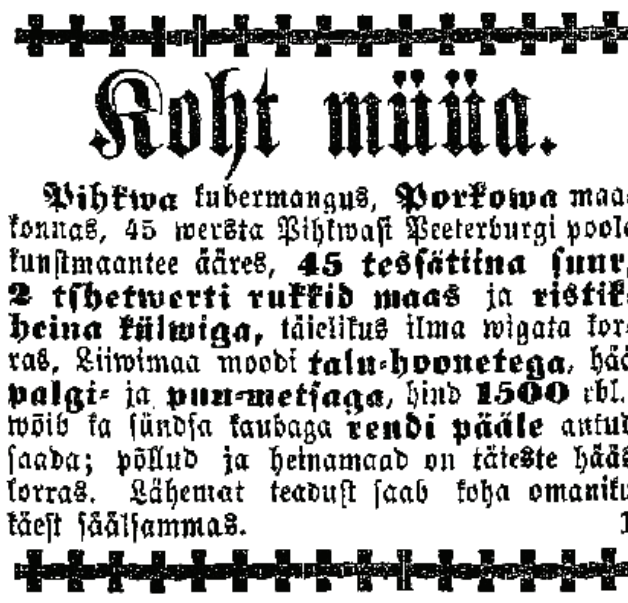 Koht müüa.
Pihkwa kubermangus, Porkowa maa-
konnas, 45 wersta Pihkwast Peeterburgi poole
kunstmaantee ääres, 45 tessätiina suur,
2 tshetwerti rukkid maas ja ristik-
heina külwiga, täielikus ilma wigata kor-
ras, Liiwimaa moodi talu-hoonetega, hää
palgi- ja puu-metsaga, hind 1500 rbl.,
wõib ka sündsa kaubaga rendi pääle antud
saada; põllud ja heinamaad on täieste hääs
korras. Lähemat teadust saab koha omaniku
käest säälsammas. 1